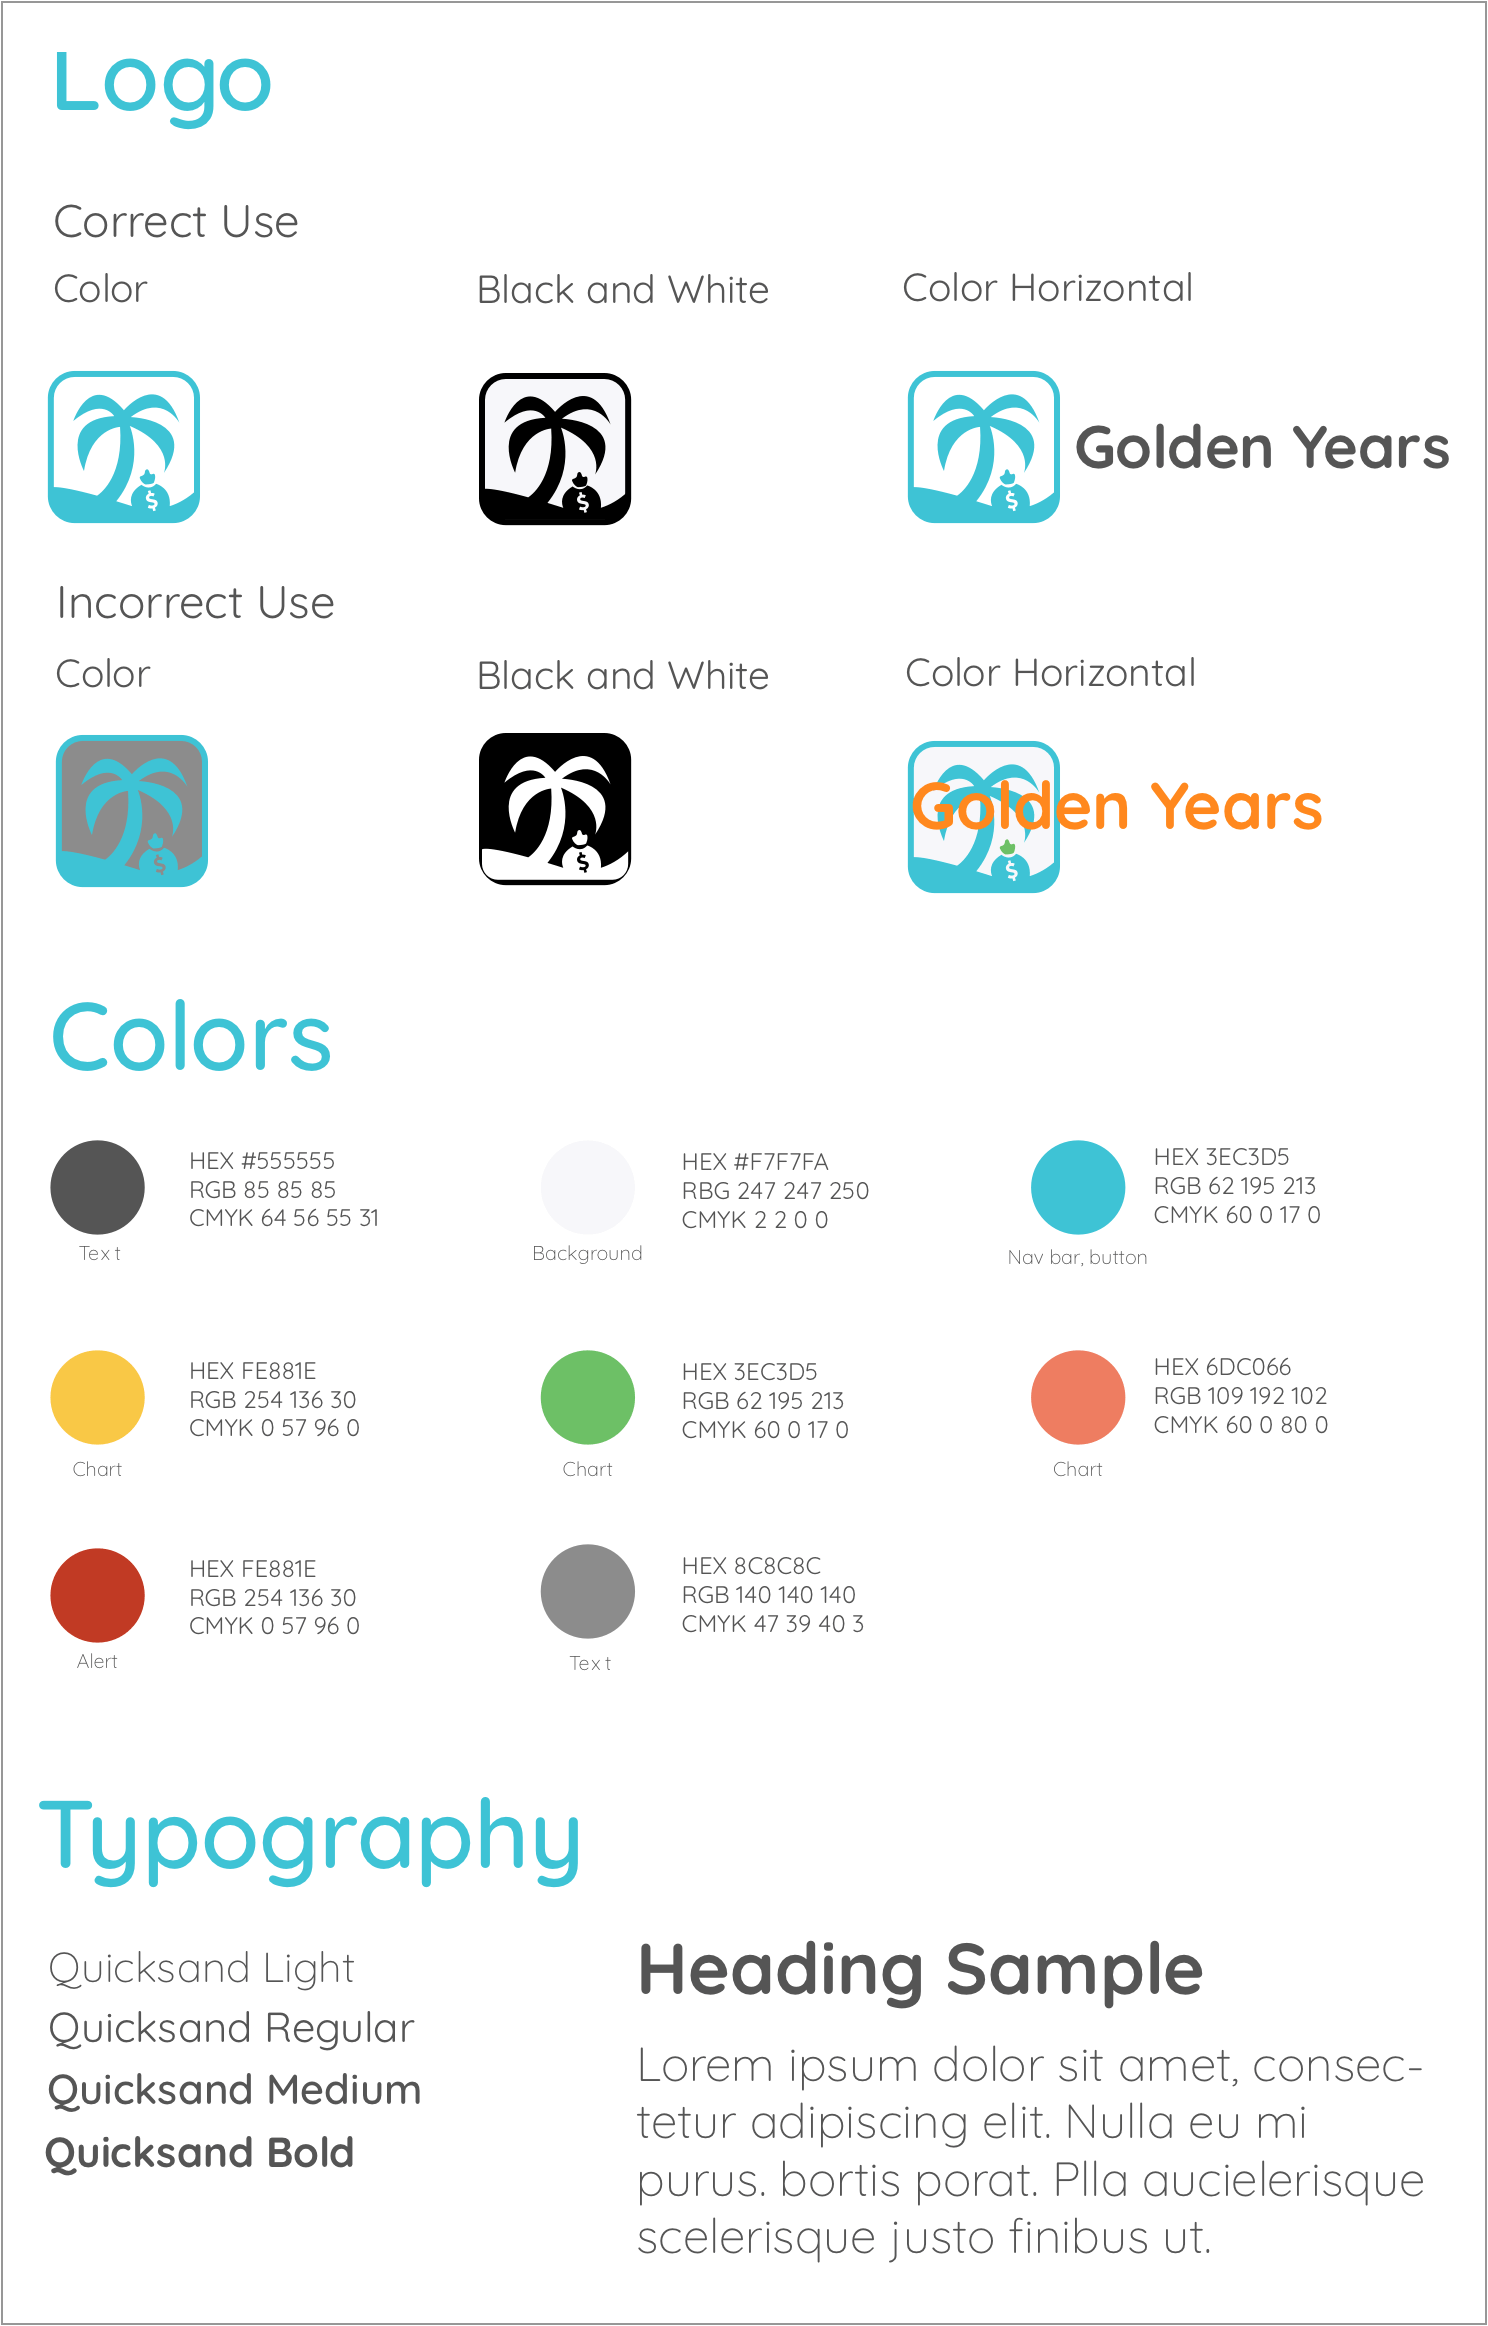 Logo
Correct Use
Color
Black and White
Color Horizontal
$
$
$
Golden Years
Incorrect Use
Color
Black and White
Color Horizontal
$
$
$
Golden Years
Colors
HEX #555555
RGB 85 85 85
CMYK 64 56 55 31
Text
HEX #F7F7FA
RBG 247 247 250
CMYK 2 2 0 0
Background
HEX 3EC3D5
RGB 62 195 213
CMYK 60 0 17 0
Nav bar, button
HEX FE881E
RGB 254 136 30
CMYK 0 57 96 0
Chart
HEX 3EC3D5
RGB 62 195 213
CMYK 60 0 17 0
Chart
HEX 6DC066
RGB 109 192 102
CMYK 60 0 80 0
Chart
HEX FE881E
RGB 254 136 30
CMYK 0 57 96 0
Alert
HEX 8C8C8C
RGB 140 140 140
CMYK 47 39 40 3
Text
Typography
Quicksand Light
Quicksand Regular
Quicksand Medium
Quicksand Bold
Heading Sample
Lorem ipsum dolor sit amet, consec-
tetur adipiscing elit. Nulla eu mi
purus. bortis porat. Plla aucielerisque
scelerisque justo finibus ut.